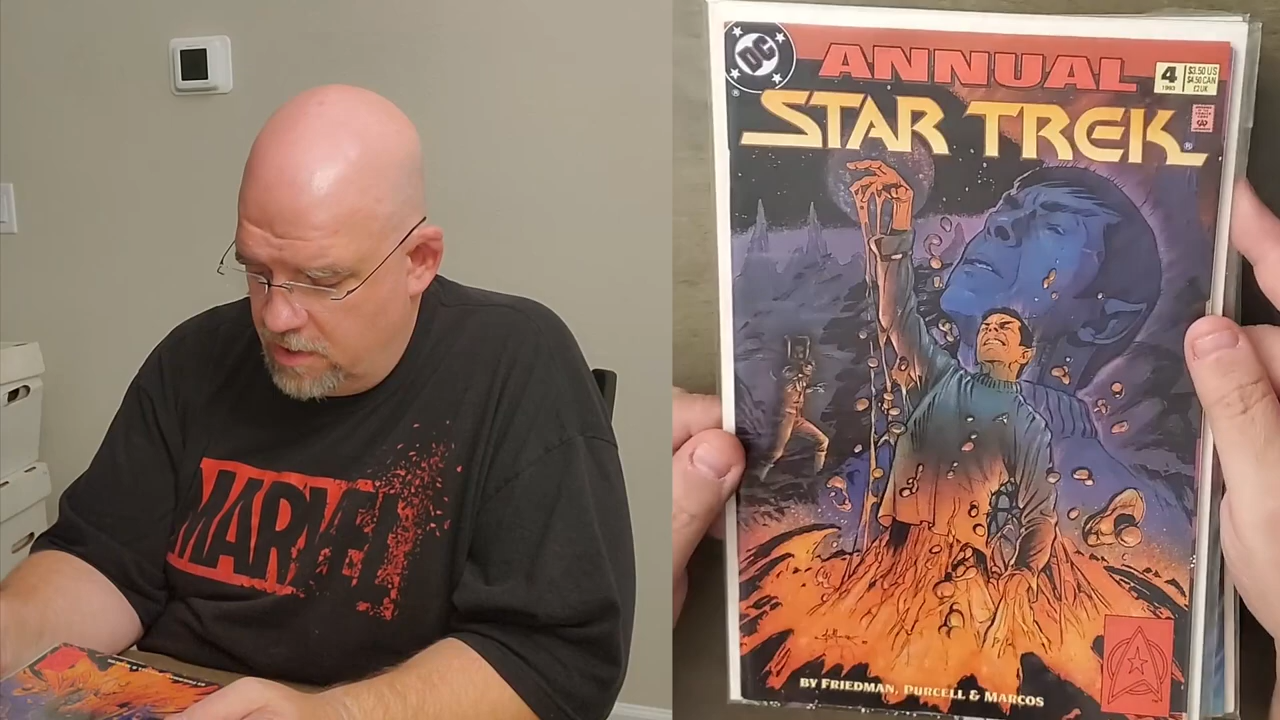 MARVEL
DC
ANNUAL
4
1993
$3.50 US
$4.50 CAN
£2 UK
STAR TREK
BY FRIEDMAN, PURCELL & MARCOS